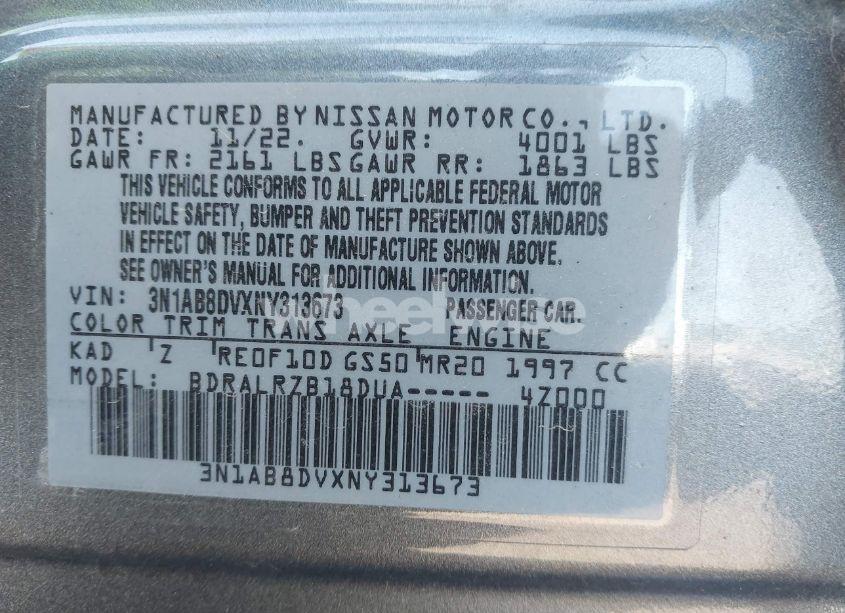 MANUFACTURED BY NISSAN MOTOR CO., LTD.
DATE: 11/22. GVWR: 4001 LBS
GAWR FR: 2161 LBS GAWR RR: 1863 LBS
THIS VEHICLE CONFORMS TO ALL APPLICABLE FEDERAL MOTOR
VEHICLE SAFETY, BUMPER AND THEFT PREVENTION STANDARDS
IN EFFECT ON THE DATE OF MANUFACTURE SHOWN ABOVE.
SEE OWNER'S MANUAL FOR ADDITIONAL INFORMATION.
VIN: 3N1AB8DVXNY313673 PASSENGER CAR.
COLOR TRIM TRANS AXLE ENGINE
KAD Z RE0F10D GS50 MR20 1997 CC
MODEL: BDRALRZB18DUA----- 4Z000
3N1AB8DVXNY313673
wheelwise